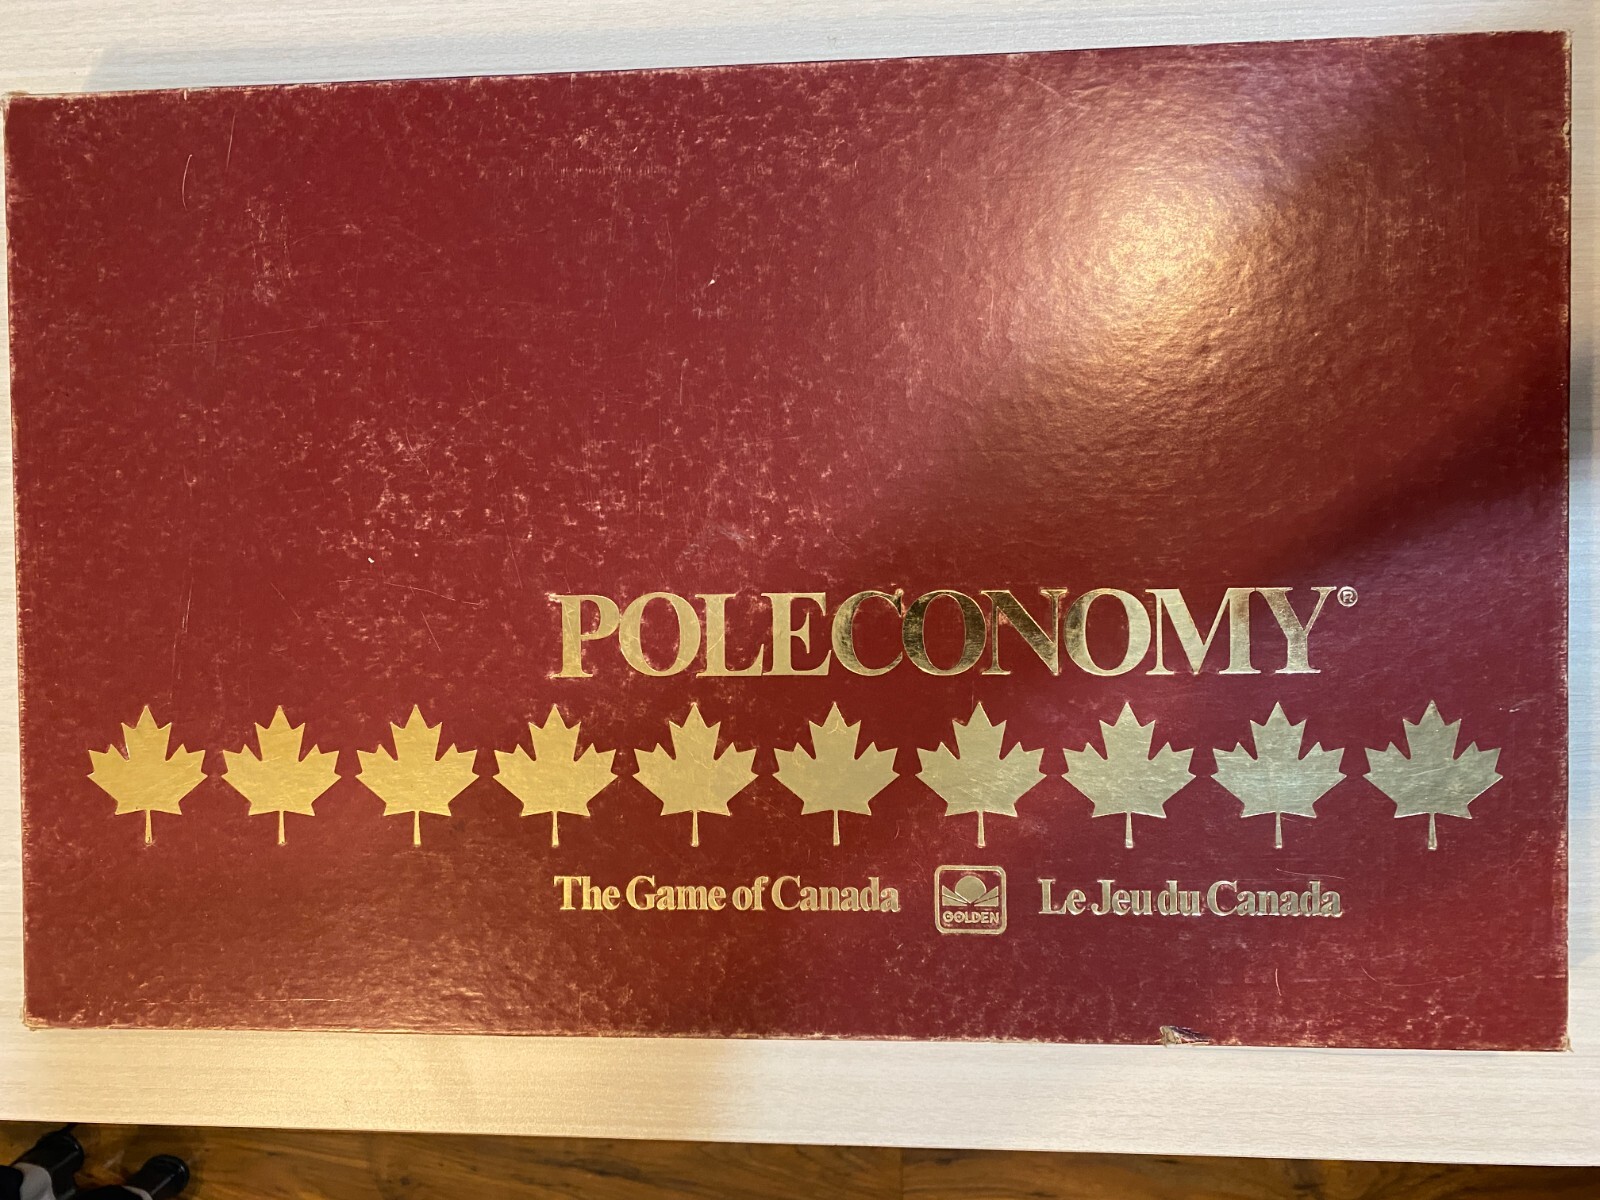 POLECONOMY®
The Game of Canada GOLDEN Le Jeu du Canada